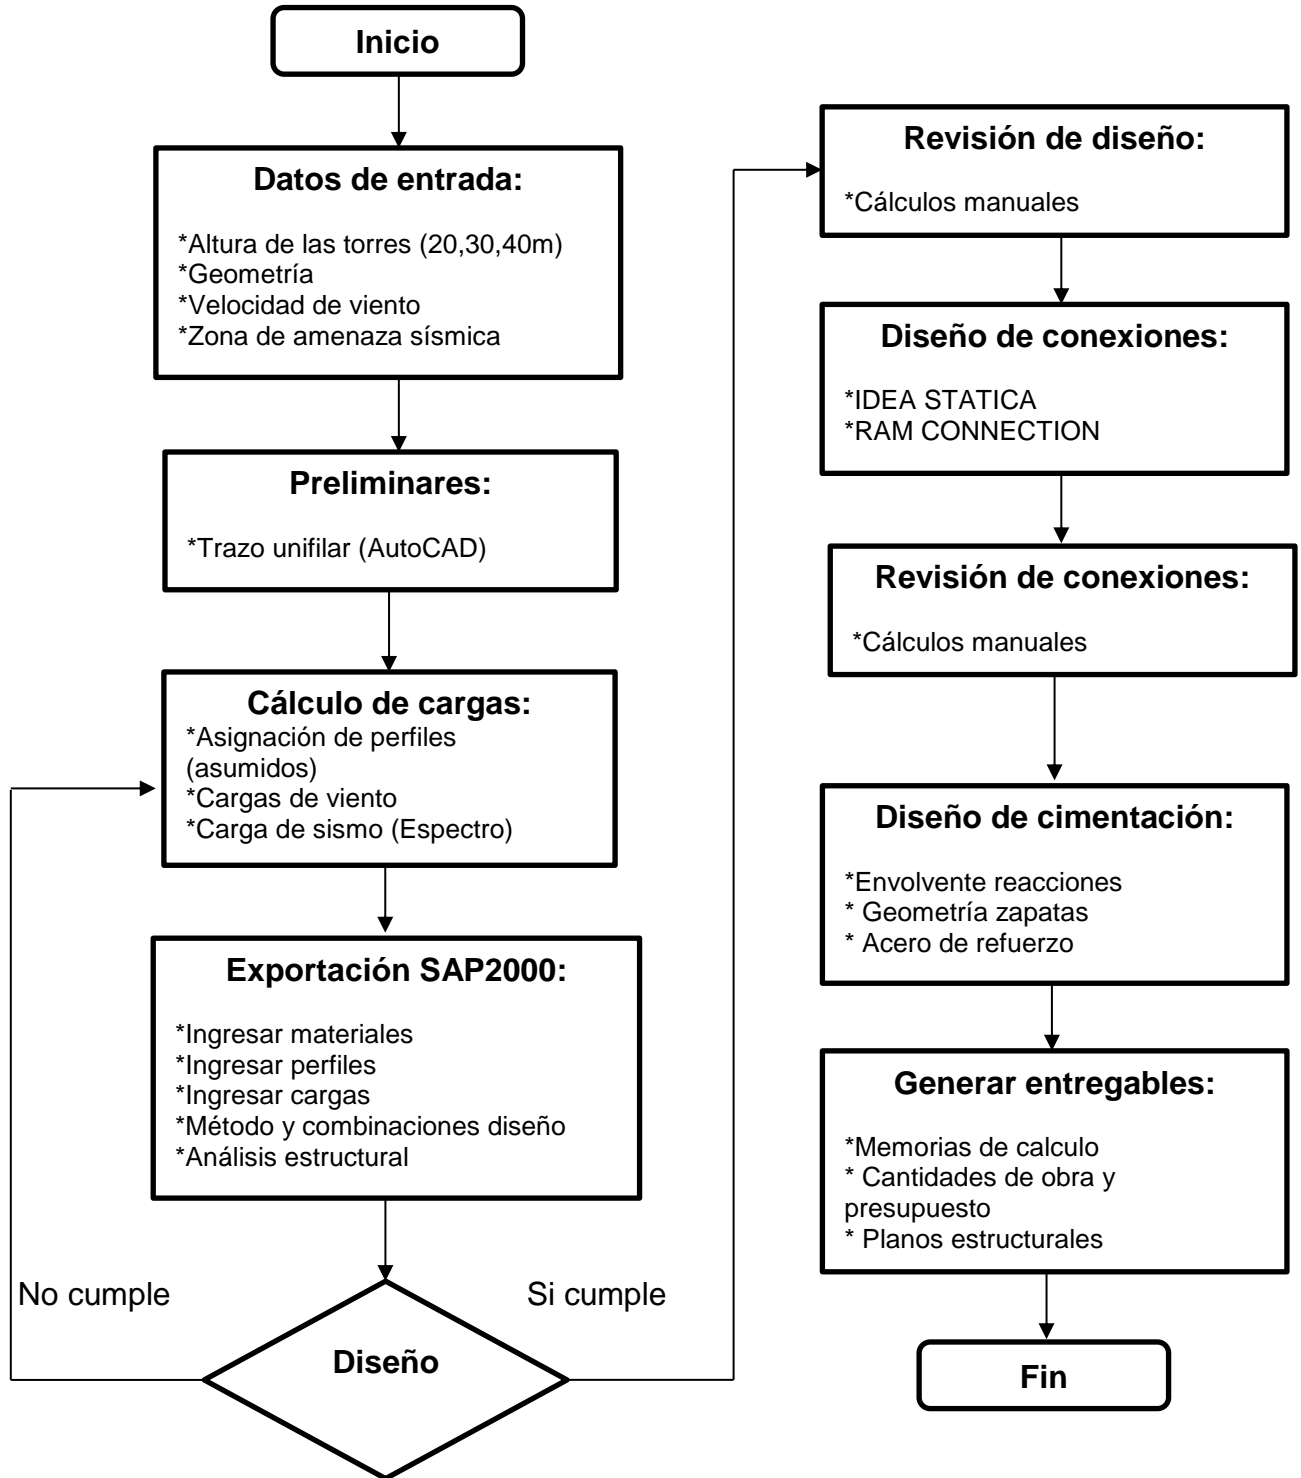 Inicio
Datos de entrada:
*Altura de las torres (20,30,40m)
*Geometría
*Velocidad de viento
*Zona de amenaza sísmica
Preliminares:
*Trazo unifilar (AutoCAD)
Cálculo de cargas:
*Asignación de perfiles
(asumidos)
*Cargas de viento
*Carga de sismo (Espectro)
Exportación SAP2000:
*Ingresar materiales
*Ingresar perfiles
*Ingresar cargas
*Método y combinaciones diseño
*Análisis estructural
No cumple
Si cumple
Diseño
Revisión de diseño:
*Cálculos manuales
Diseño de conexiones:
*IDEA STATICA
*RAM CONNECTION
Revisión de conexiones:
*Cálculos manuales
Diseño de cimentación:
*Envolvente reacciones
* Geometría zapatas
* Acero de refuerzo
Generar entregables:
*Memorias de calculo
* Cantidades de obra y
presupuesto
* Planos estructurales
Fin